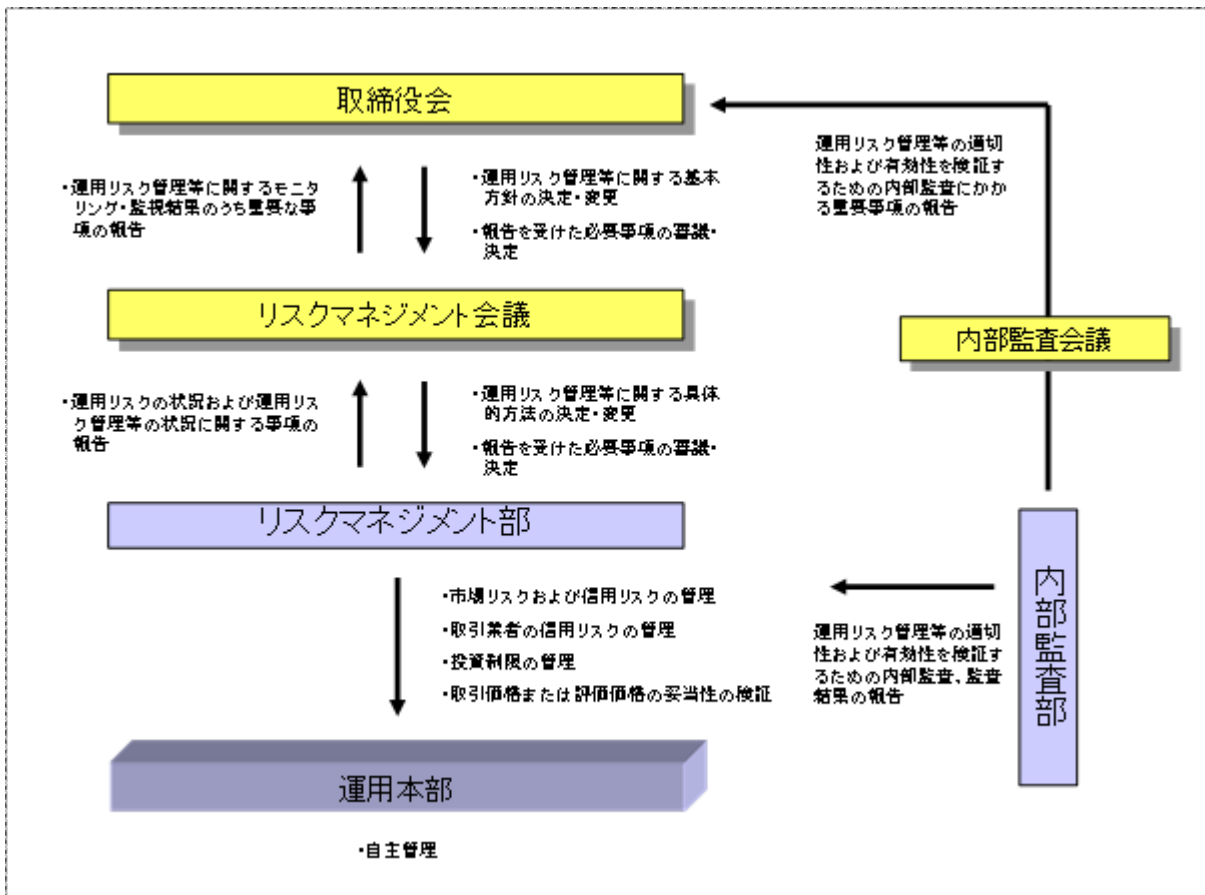 取締役会
・運用リスク管理等に関するモニタ
リング・監視結果のうち重要な事
項の報告
・運用リスク管理等に関する基本
方針の決定・変更
・報告を受けた必要事項の審議・
決定
運用リスク管理等の適切
性および有効性を検証す
るための内部監査にかか
る重要事項の報告
リスクマネジメント会議
内部監査会議
・運用リスクの状況および運用リス
ク管理等の状況に関する事項の
報告
・運用リスク管理等に関する具体
的方法の決定・変更
・報告を受けた必要事項の審議・
決定
リスクマネジメント部
内部監査部
・市場リスクおよび信用リスクの管理
・取引業者の信用リスクの管理
・投資制限の管理
・取引価格または評価価格の妥当性の検証
運用リスク管理等の適切
性および有効性を検証す
るための内部監査、監査
結果の報告
運用本部
・自主管理